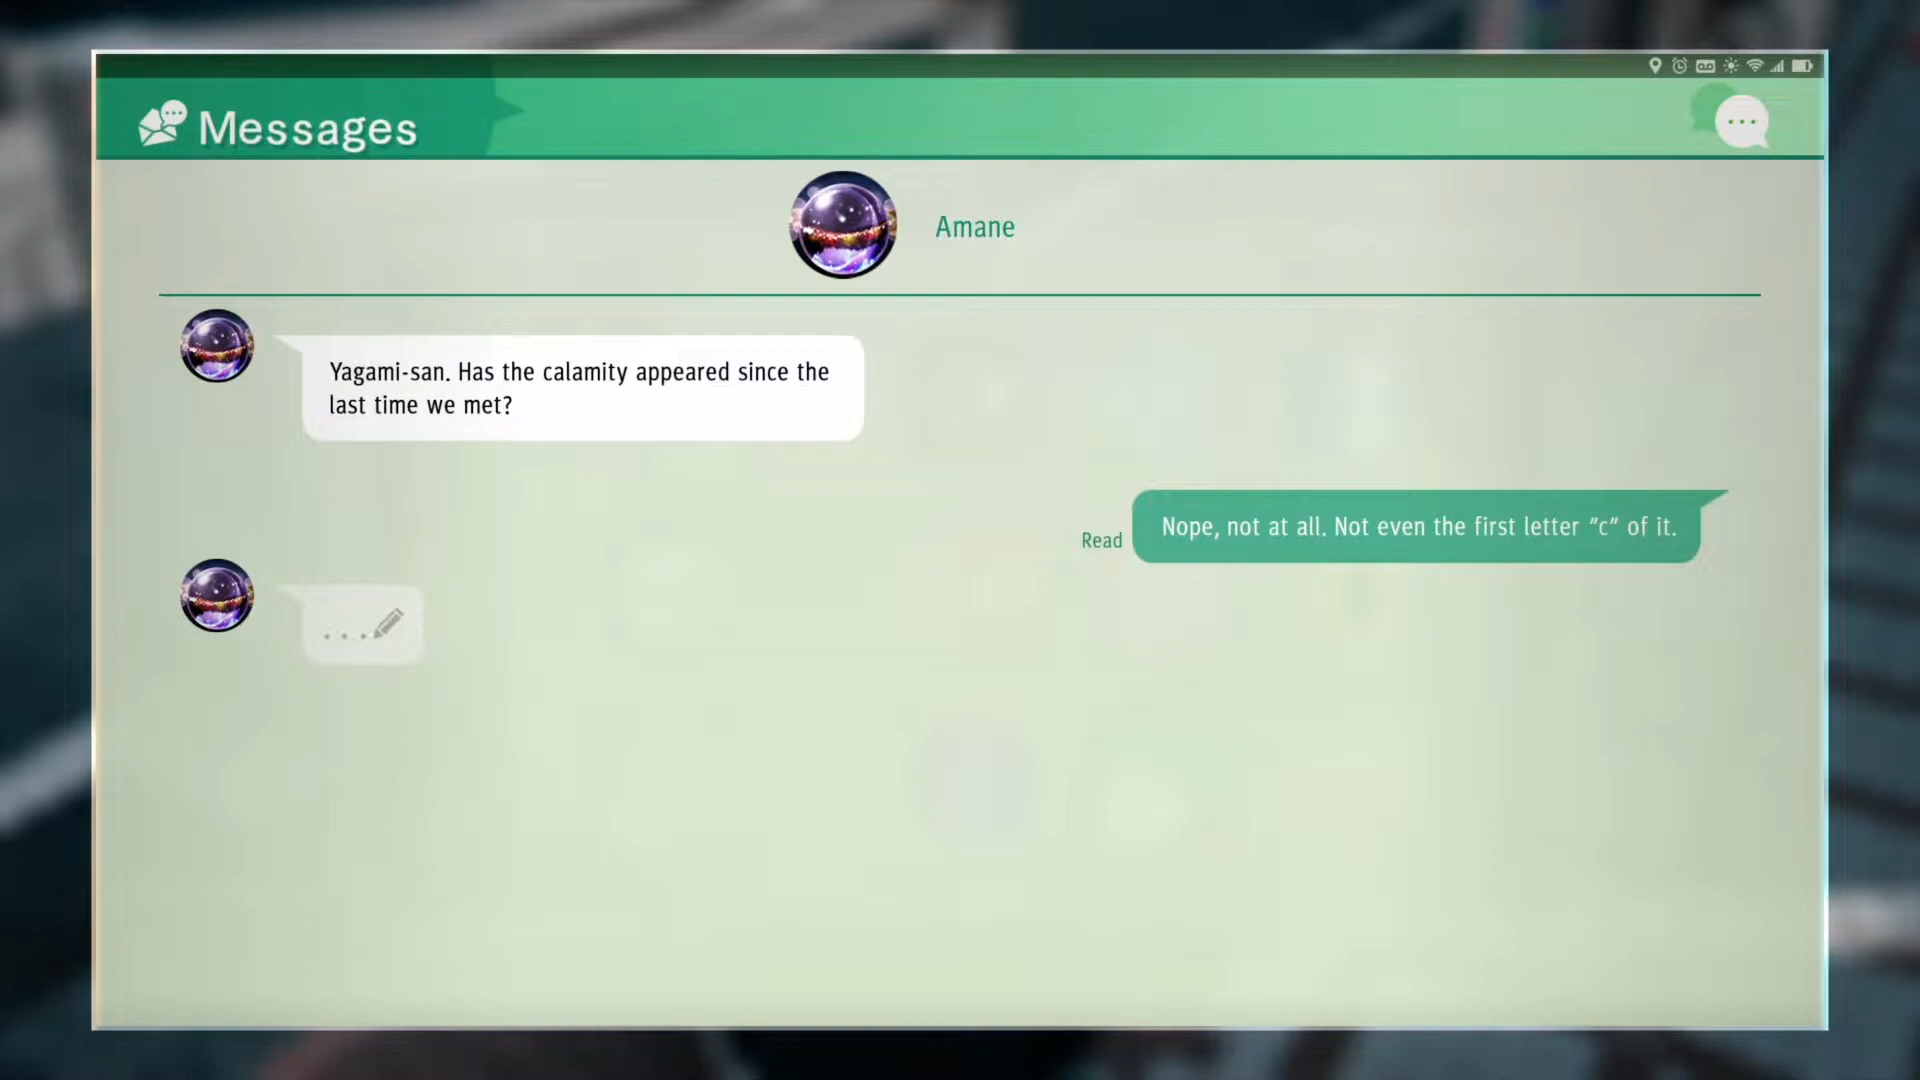 Messages
Amane
Yagami-san. Has the calamity appeared since the
last time we met?
Read
Nope, not at all. Not even the first letter “c” of it.
....